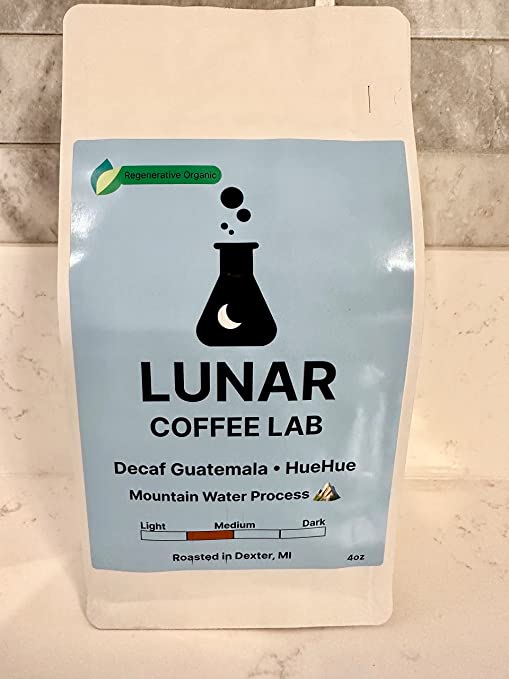 Regenerative Organic
LUNAR
COFFEE LAB
Decaf Guatemala • HueHue
Mountain Water Process
Light Medium Dark
Roasted in Dexter, MI 4oz